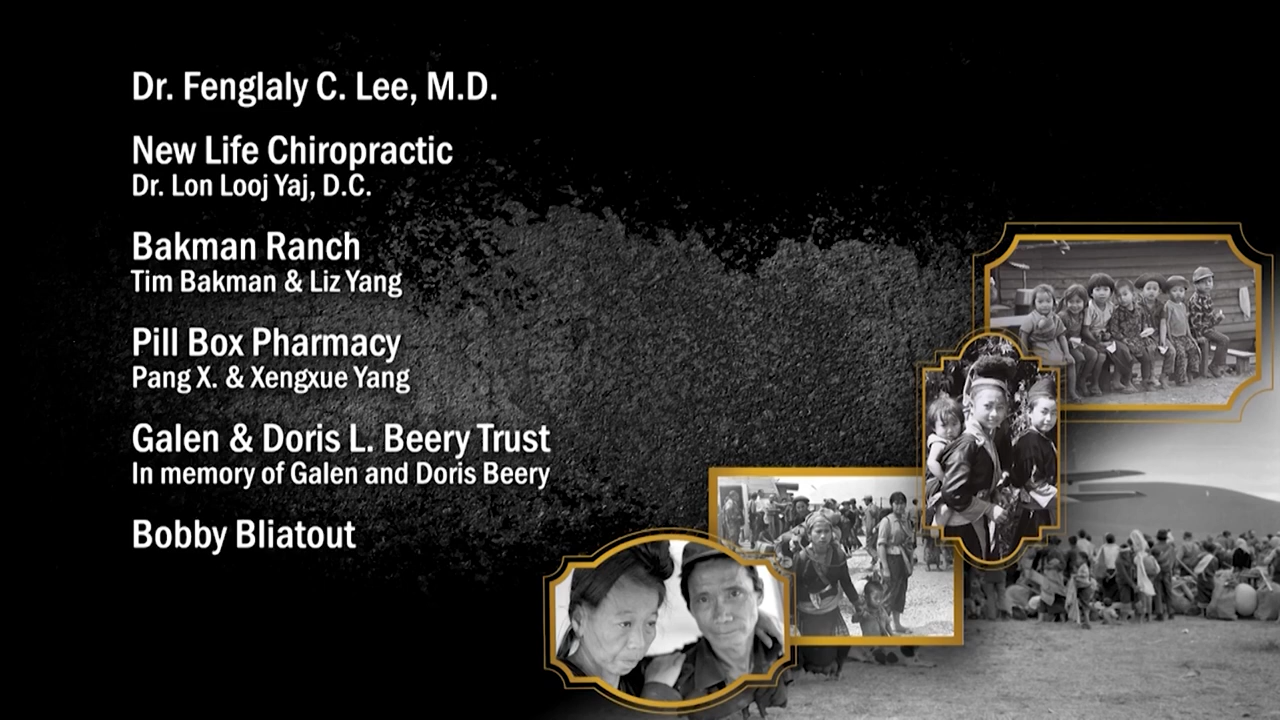 Dr. Fenglaly C. Lee, M.D.
New Life Chiropractic
Dr. Lon Looj Yaj, D.C.
Bakman Ranch
Tim Bakman & Liz Yang
Pill Box Pharmacy
Pang X. & Xengxue Yang
Galen & Doris L. Beery Trust
In memory of Galen and Doris Beery
Bobby Bliatout